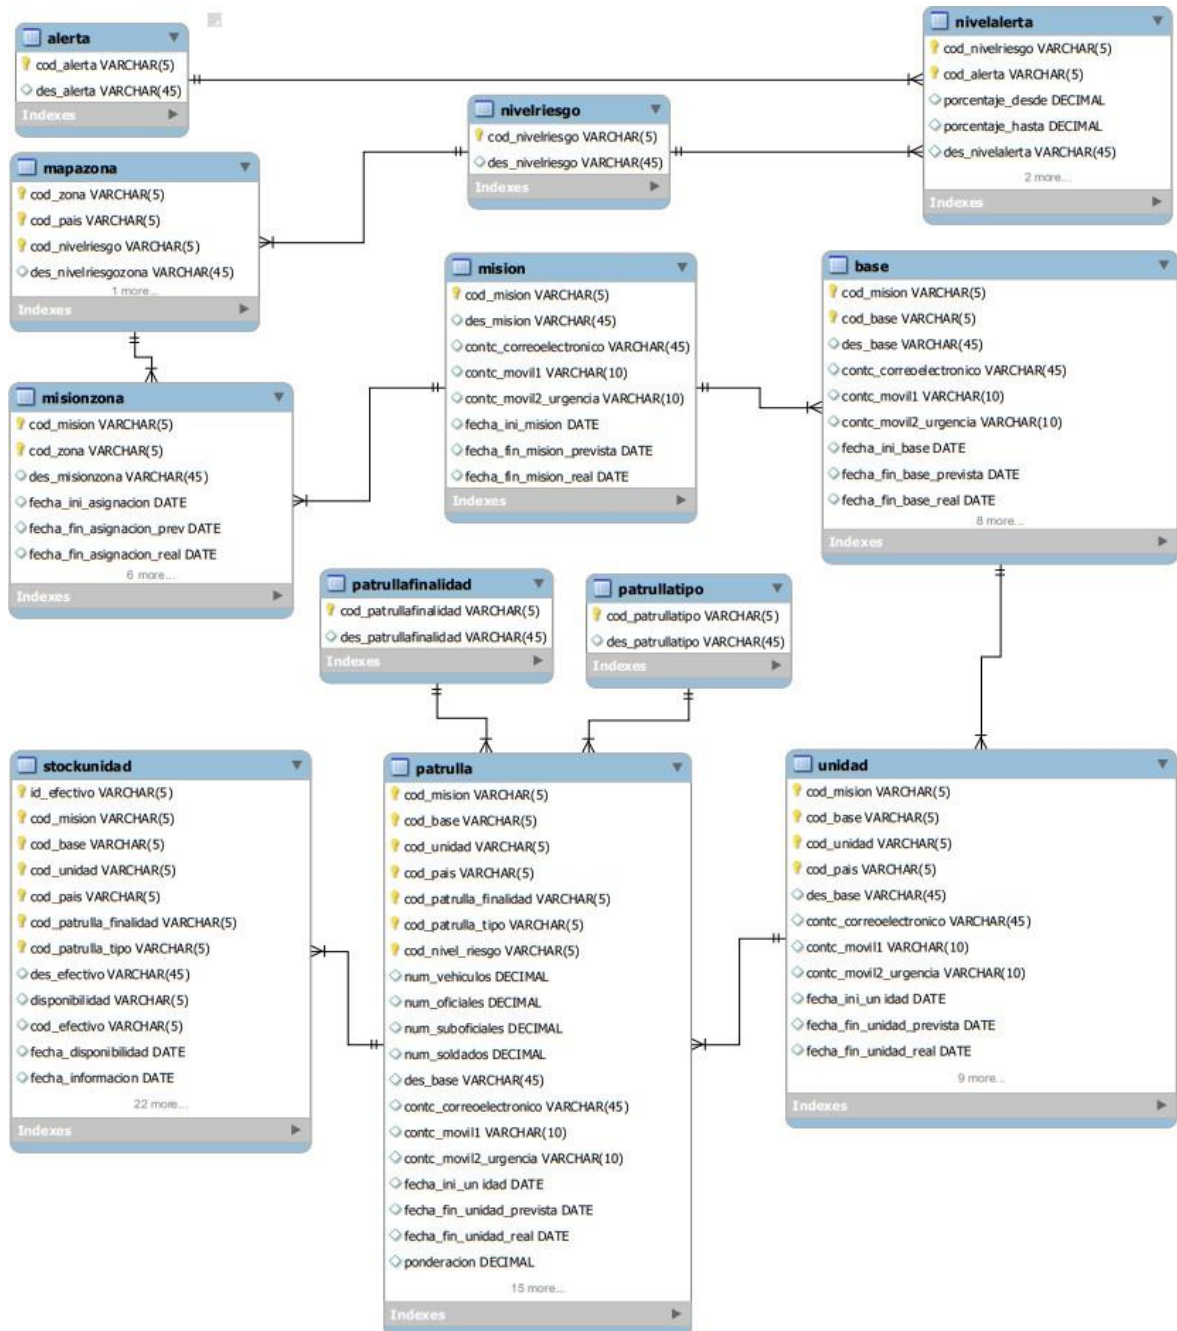 alerta
cod_alerta VARCHAR(5)
des_alerta VARCHAR(45)
Indexes
nivelalerta
cod_nivelriesgo VARCHAR(5)
cod_alerta VARCHAR(5)
porcentaje_desde DECIMAL
porcentaje_hasta DECIMAL
des_nivelalerta VARCHAR(45)
2 more...
Indexes
nivelriesgo
cod_nivelriesgo VARCHAR(5)
des_nivelriesgo VARCHAR(45)
Indexes
mapazona
cod_zona VARCHAR(5)
cod_pais VARCHAR(5)
cod_nivelriesgo VARCHAR(5)
des_nivelriesgozona VARCHAR(45)
1 more...
Indexes
mision
cod_mision VARCHAR(5)
des_mision VARCHAR(45)
contc_correoelectronico VARCHAR(45)
contc_movil1 VARCHAR(10)
contc_movil2_urgencia VARCHAR(10)
fecha_ini_mision DATE
fecha_fin_mision_prevista DATE
fecha_fin_mision_real DATE
Indexes
base
cod_mision VARCHAR(5)
cod_base VARCHAR(5)
des_base VARCHAR(45)
contc_correoelectronico VARCHAR(45)
contc_movil1 VARCHAR(10)
contc_movil2_urgencia VARCHAR(10)
fecha_ini_base DATE
fecha_fin_base_prevista DATE
fecha_fin_base_real DATE
8 more...
Indexes
misionzona
cod_mision VARCHAR(5)
cod_zona VARCHAR(5)
des_misionzona VARCHAR(45)
fecha_ini_asignacion DATE
fecha_fin_asignacion_prev DATE
fecha_fin_asignacion_real DATE
6 more...
Indexes
patrullafinalidad
cod_patrullafinalidad VARCHAR(5)
des_patrullafinalidad VARCHAR(45)
Indexes
patrullatipo
cod_patrullatipo VARCHAR(5)
des_patrullatipo VARCHAR(45)
Indexes
stockunidad
id_efectivo VARCHAR(5)
cod_mision VARCHAR(5)
cod_base VARCHAR(5)
cod_unidad VARCHAR(5)
cod_pais VARCHAR(5)
cod_patrulla_finalidad VARCHAR(5)
cod_patrulla_tipo VARCHAR(5)
des_efectivo VARCHAR(45)
disponibilidad VARCHAR(5)
cod_efectivo VARCHAR(5)
fecha_disponibilidad DATE
fecha_informacion DATE
22 more...
Indexes
patrulla
cod_mision VARCHAR(5)
cod_base VARCHAR(5)
cod_unidad VARCHAR(5)
cod_pais VARCHAR(5)
cod_patrulla_finalidad VARCHAR(5)
cod_patrulla_tipo VARCHAR(5)
cod_nivel_riesgo VARCHAR(5)
num_vehiculos DECIMAL
num_oficiales DECIMAL
num_suboficiales DECIMAL
num_soldados DECIMAL
des_base VARCHAR(45)
contc_correoelectronico VARCHAR(45)
contc_movil1 VARCHAR(10)
contc_movil2_urgencia VARCHAR(10)
fecha_ini_un idad DATE
fecha_fin_unidad_prevista DATE
fecha_fin_unidad_real DATE
ponderacion DECIMAL
15 more...
Indexes
unidad
cod_mision VARCHAR(5)
cod_base VARCHAR(5)
cod_unidad VARCHAR(5)
cod_pais VARCHAR(5)
des_base VARCHAR(45)
contc_correoelectronico VARCHAR(45)
contc_movil1 VARCHAR(10)
contc_movil2_urgencia VARCHAR(10)
fecha_ini_un idad DATE
fecha_fin_unidad_prevista DATE
fecha_fin_unidad_real DATE
9 more...
Indexes